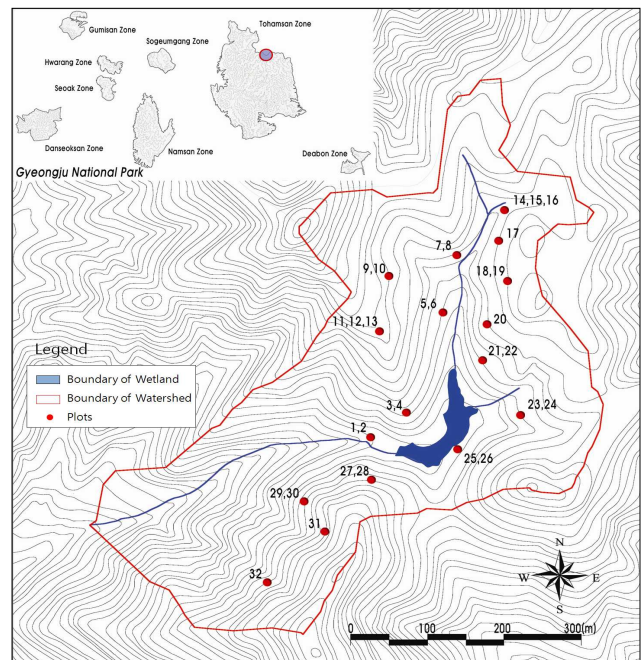 Gumisan Zone
Tohamsan Zone
Sogeumgang Zone
Hwarang Zone
Seoak Zone
Danseoksan Zone
Namsan Zone
Deabon Zone
Gyeongju National Park
14,15,16
17
7,8
9,10
18,19
5,6
11,12,13
20
21,22
Legend
Boundary of Wetland
Boundary of Watershed
Plots
3,4
23,24
1,2
25,26
27,28
29,30
31
32
N
W E
S
0 100 200 300(m)